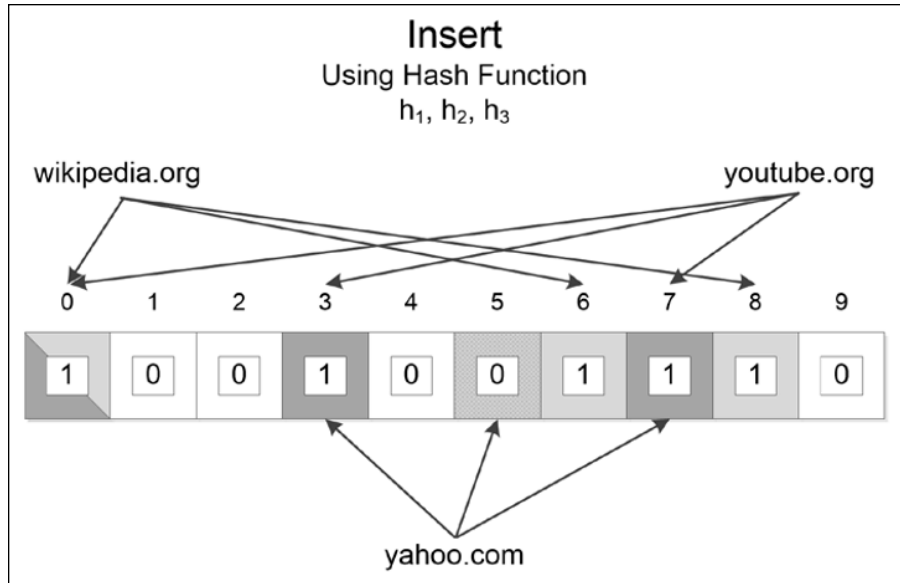 Insert
Using Hash Function
h₁, h₂, h₃
wikipedia.org youtube.org
0 1 2 3 4 5 6 7 8 9
1 0 0 1 0 0 1 1 1 0
yahoo.com